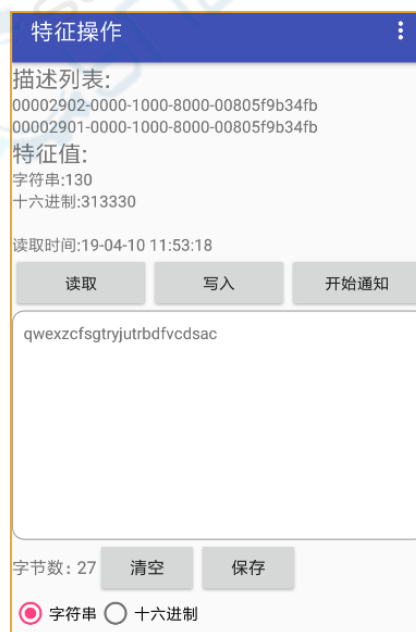 特征操作
描述列表:
00002902-0000-1000-8000-00805f9b34fb
00002901-0000-1000-8000-00805f9b34fb
特征值:
字符串:130
十六进制:313330
读取时间:19-04-10 11:53:18
读取 写入 开始通知
qwexzcfsgtryjutrbdfvcdsac
字节数: 27 清空 保存
字符串 十六进制